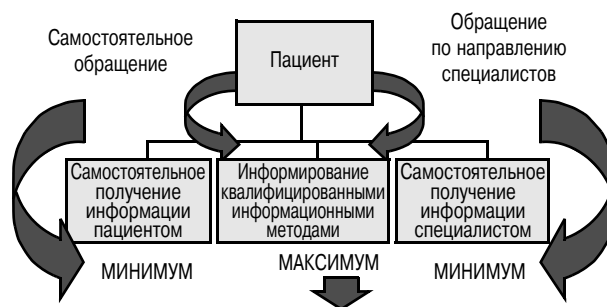 Самостоятельное
обращение
Пациент
Обращение
по направлению
специалистов
Самостоятельное
получение
информации
пациентом
Информирование
квалифицированными
информационными
методами
Самостоятельное
получение
информации
специалистом
МИНИМУМ
МАКСИМУМ
МИНИМУМ